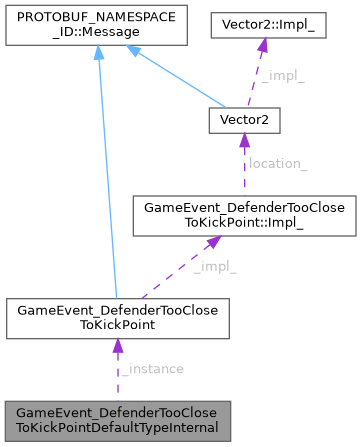 PROTOBUF_NAMESPACE
_ID::Message
Vector2::Impl_
_impl_
Vector2
location_
GameEvent_DefenderTooClose
ToKickPoint::Impl_
_impl_
GameEvent_DefenderTooClose
ToKickPoint
_instance
GameEvent_DefenderTooClose
ToKickPointDefaultTypeInternal